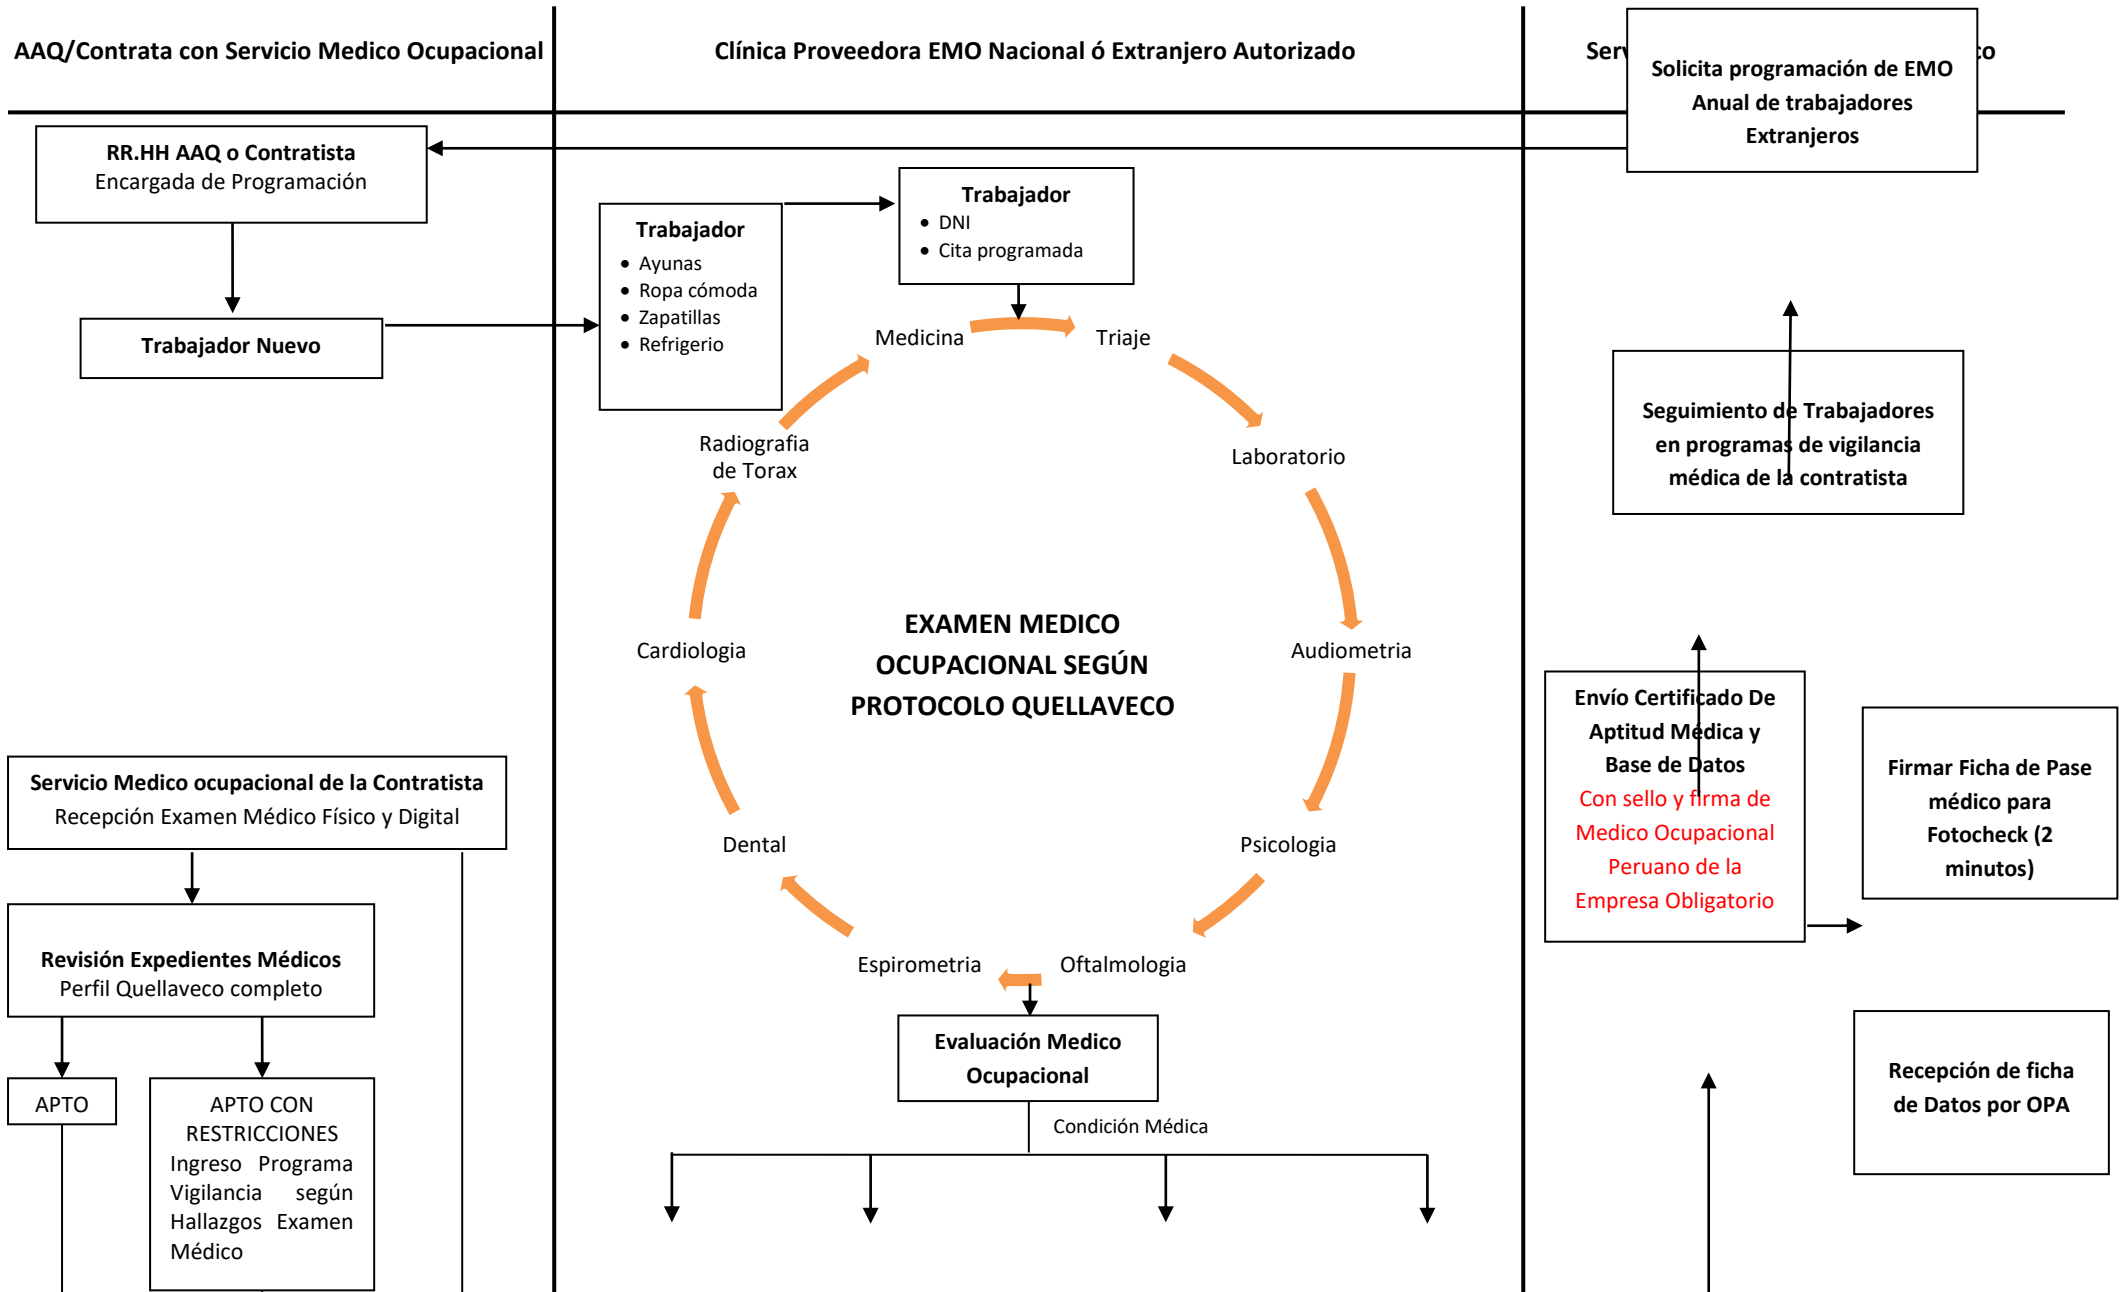 AAQ/Contrata con Servicio Medico Ocupacional
Clínica Proveedora EMO Nacional ó Extranjero Autorizado
Solicita programación de EMO
Anual de trabajadores
Extranjeros
RR.HH AAQ o Contratista
Encargada de Programación
Trabajador Nuevo
Trabajador
• Ayunas
• Ropa cómoda
• Zapatillas
• Refrigerio
Trabajador
• DNI
• Cita programada
Medicina
Triaje
Laboratorio
Audiometria
Psicologia
Oftalmologia
Espirometria
Dental
Cardiologia
Radiografia
de Torax
EXAMEN MEDICO
OCUPACIONAL SEGÚN
PROTOCOLO QUELLAVECO
Evaluación Medico
Ocupacional
Condición Médica
Servicio Medico ocupacional de la Contratista
Recepción Examen Médico Físico y Digital
Revisión Expedientes Médicos
Perfil Quellaveco completo
APTO
APTO CON
RESTRICCIONES
Ingreso Programa
Vigilancia según
Hallazgos Examen
Médico
Seguimiento de Trabajadores
en programas de vigilancia
médica de la contratista
Envío Certificado De
Aptitud Médica y
Base de Datos
Con sello y firma de
Medico Ocupacional
Peruano de la
Empresa Obligatorio
Firmar Ficha de Pase
médico para
Fotocheck (2
minutos)
Recepción de ficha
de Datos por OPA